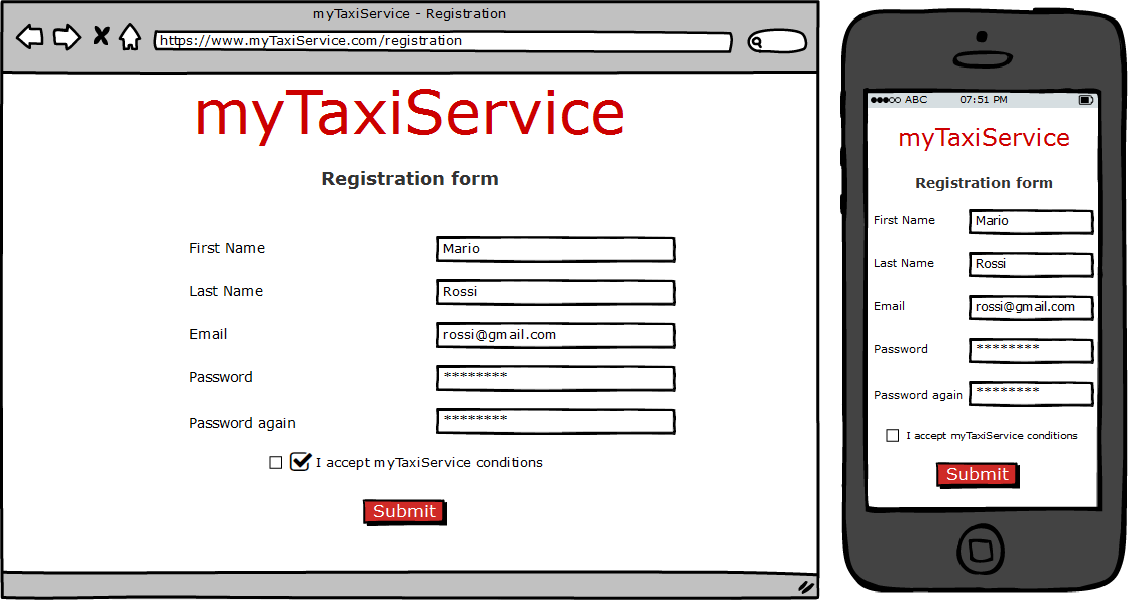 myTaxiService - Registration
https://www.myTaxiService.com/registration
myTaxiService
Registration form
First Name Mario
Last Name Rossi
Email rossi@gmail.com
Password ********
Password again ********
I accept myTaxiService conditions
Submit
ABC 07:51 PM
myTaxiService
Registration form
First Name Mario
Last Name Rossi
Email rossi@gmail.com
Password ********
Password again ********
I accept myTaxiService conditions
Submit